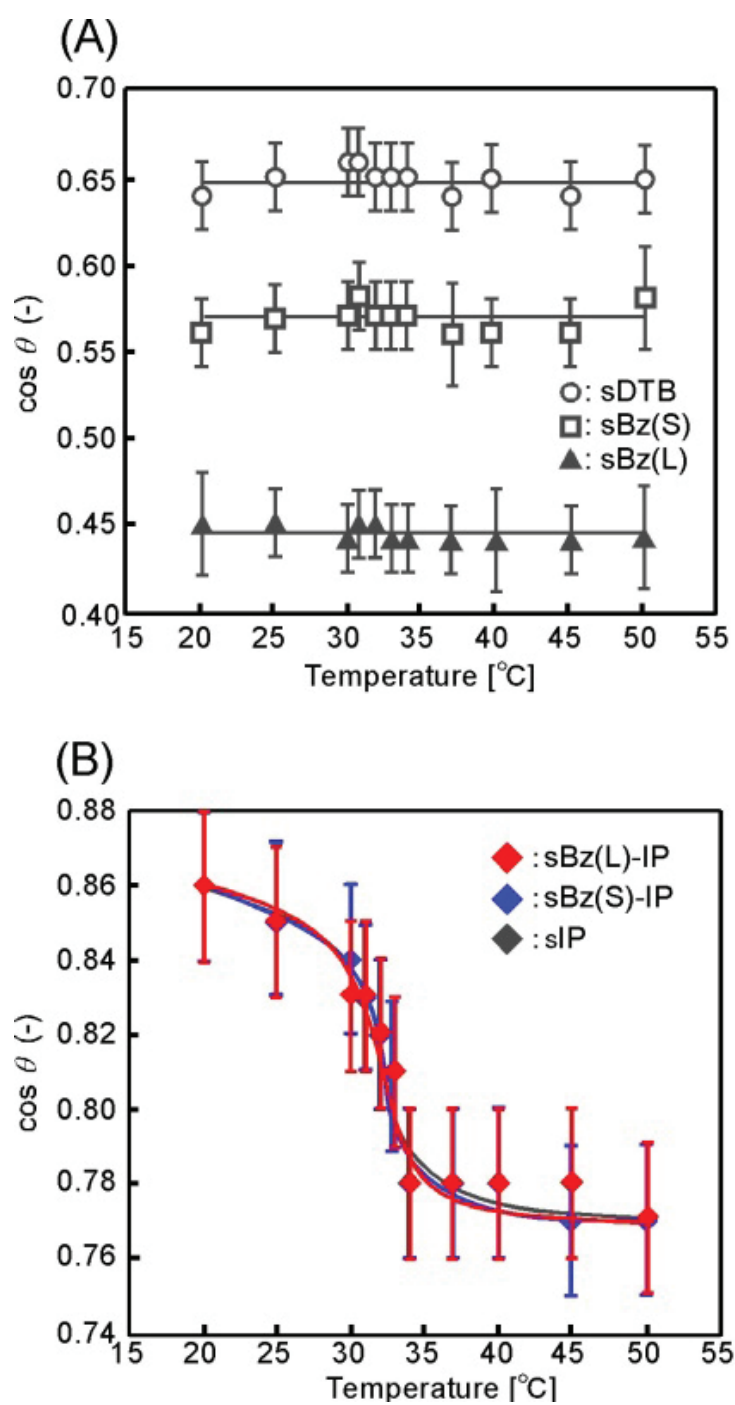 (A)
0.70
0.65
0.60
0.55
0.50
0.45
0.40
cos θ (-)
○: sDTB
□: sBz(S)
▲: sBz(L)
15 20 25 30 35 40 45 50 55
Temperature [°C]
(B)
0.88
0.86
0.84
0.82
0.80
0.78
0.76
0.74
cos θ (-)
◆: sBz(L)-IP
◆: sBz(S)-IP
◆: sIP
15 20 25 30 35 40 45 50 55
Temperature [°C]